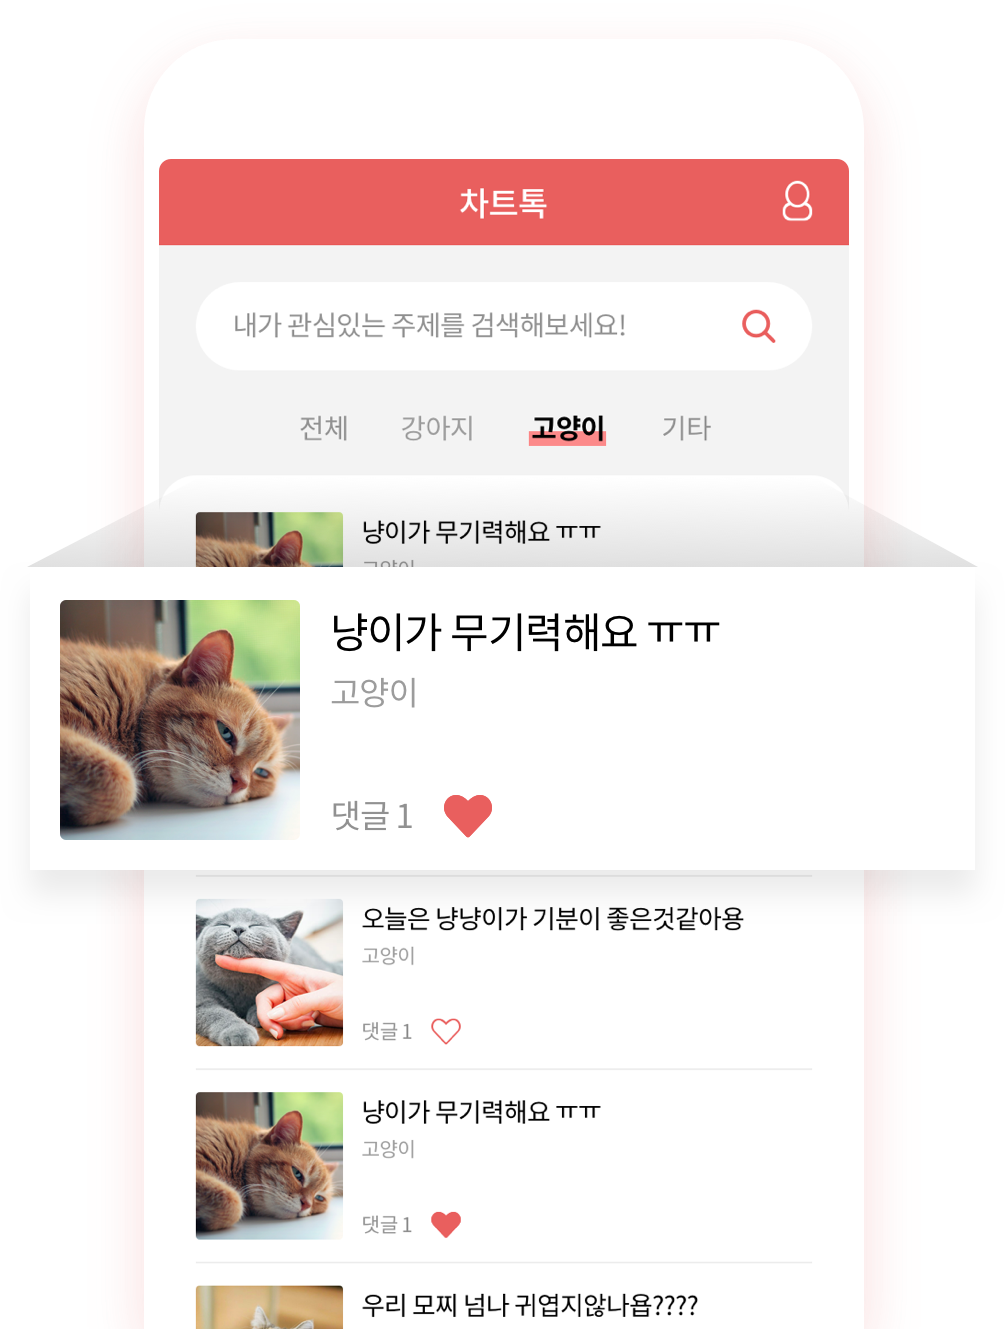 차트톡
내가 관심있는 주제를 검색해보세요!
전체 강아지 고양이 기타
냥이가 무기력해요 ㅠㅠ
고양이
냥이가 무기력해요 ㅠㅠ
고양이
댓글 1
오늘은 냥냥이가 기분이 좋은것같아용
고양이
댓글 1
냥이가 무기력해요 ㅠㅠ
고양이
댓글 1
우리 모찌 넘나 귀엽지않나욥????